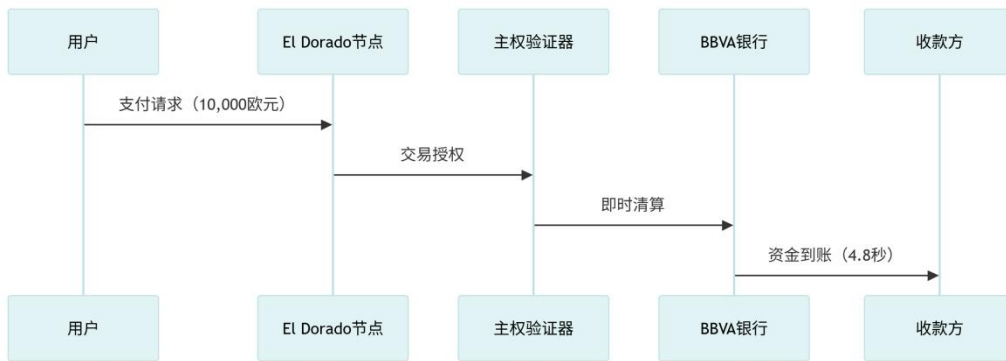 用户
El Dorado节点
主权验证器
BBVA银行
收款方
支付请求（10,000欧元）
交易授权
即时清算
资金到账（4.8秒）
用户
El Dorado节点
主权验证器
BBVA银行
收款方